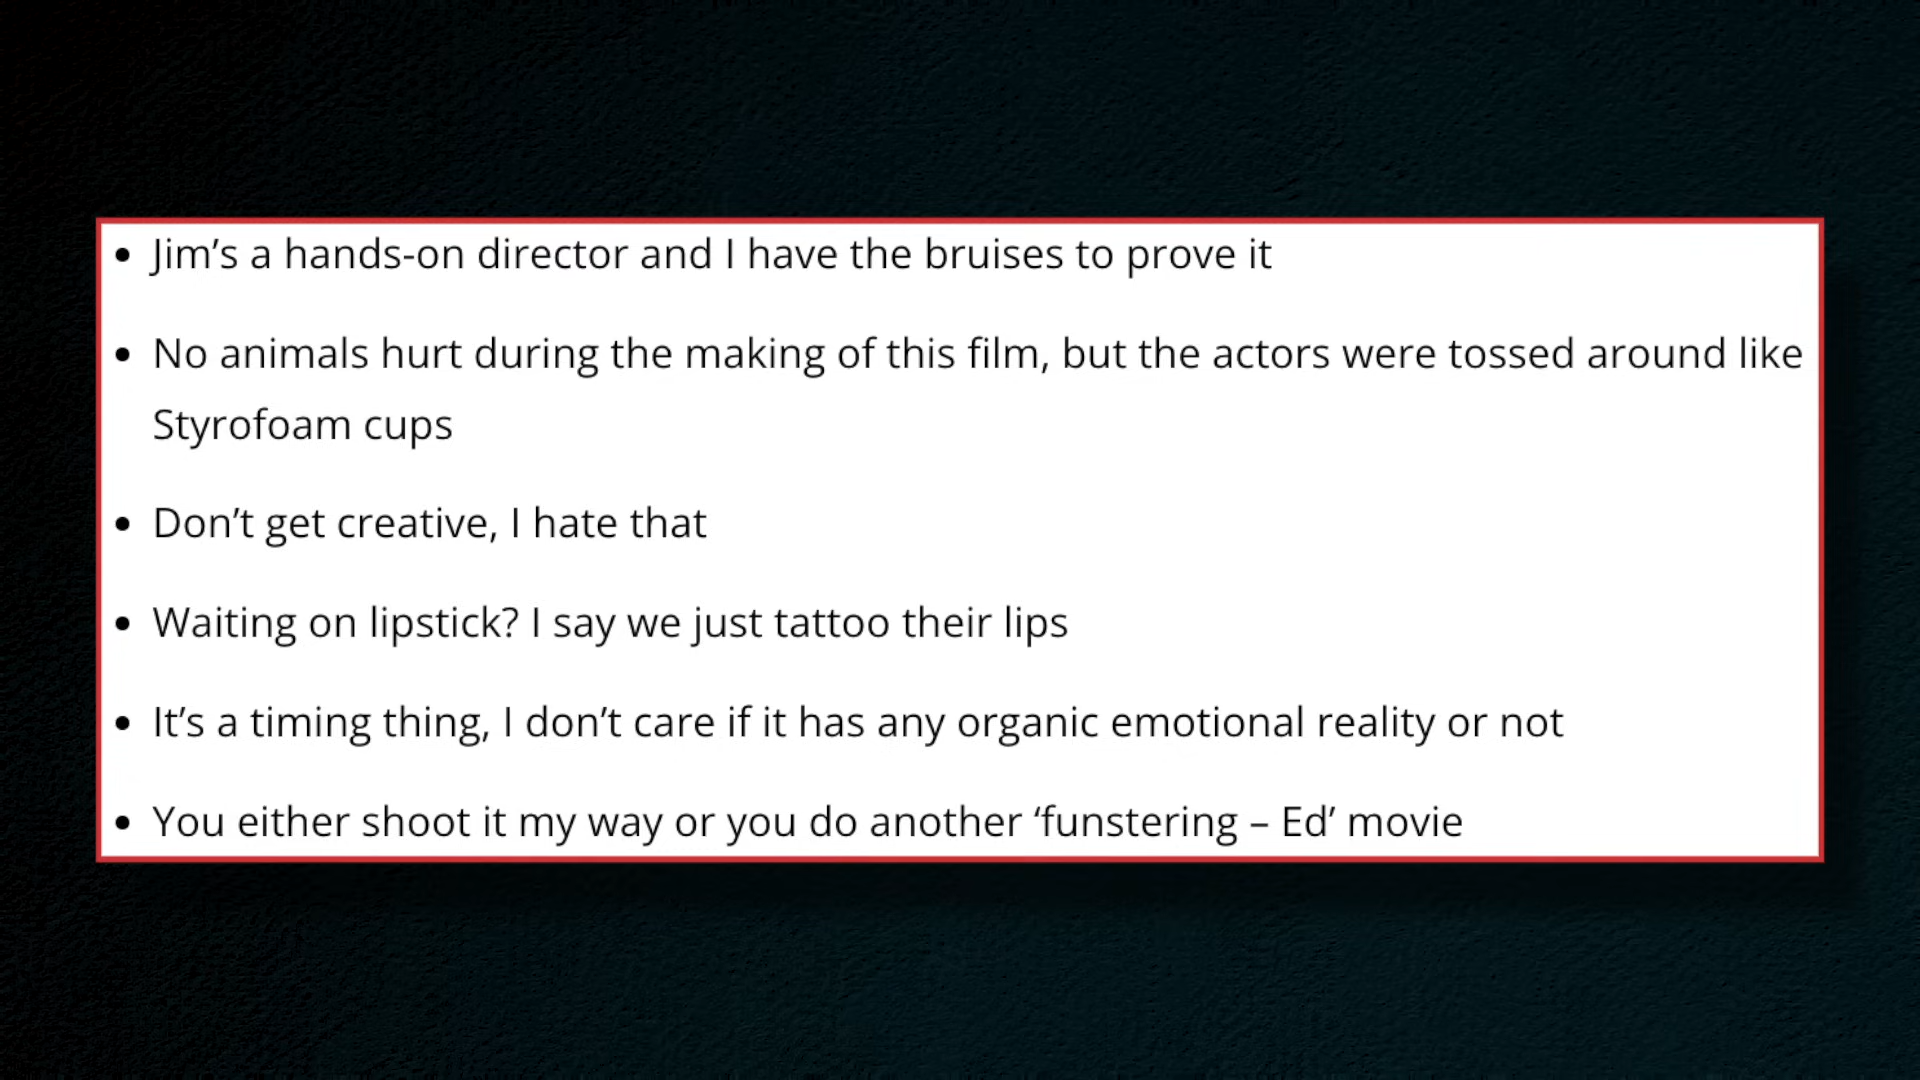 • Jim’s a hands-on director and I have the bruises to prove it
• No animals hurt during the making of this film, but the actors were tossed around like
Styrofoam cups
• Don’t get creative, I hate that
• Waiting on lipstick? I say we just tattoo their lips
• It’s a timing thing, I don’t care if it has any organic emotional reality or not
• You either shoot it my way or you do another ‘funstering – Ed’ movie